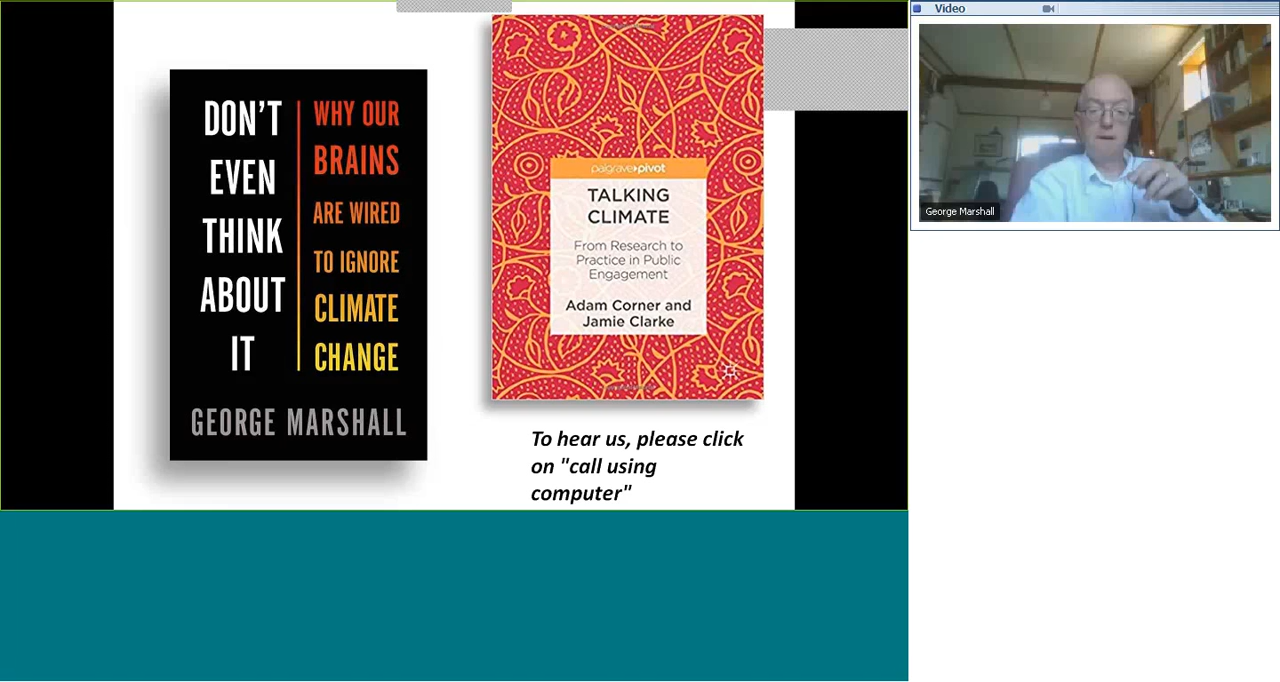 DON'T
EVEN
THINK
ABOUT
IT
WHY OUR
BRAINS
ARE WIRED
TO IGNORE
CLIMATE
CHANGE
GEORGE MARSHALL
palgrave pivot
TALKING
CLIMATE
From Research to
Practice in Public
Engagement
Adam Corner and
Jamie Clarke
To hear us, please click
on "call using
computer"
Video
George Marshall